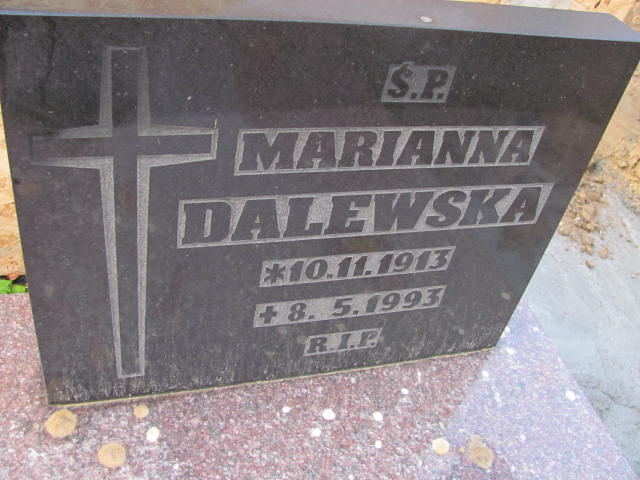 Ś.P.
MARIANNA
DALEWSKA
*10.11.1913
+ 8. 5.1993
R.I.P.